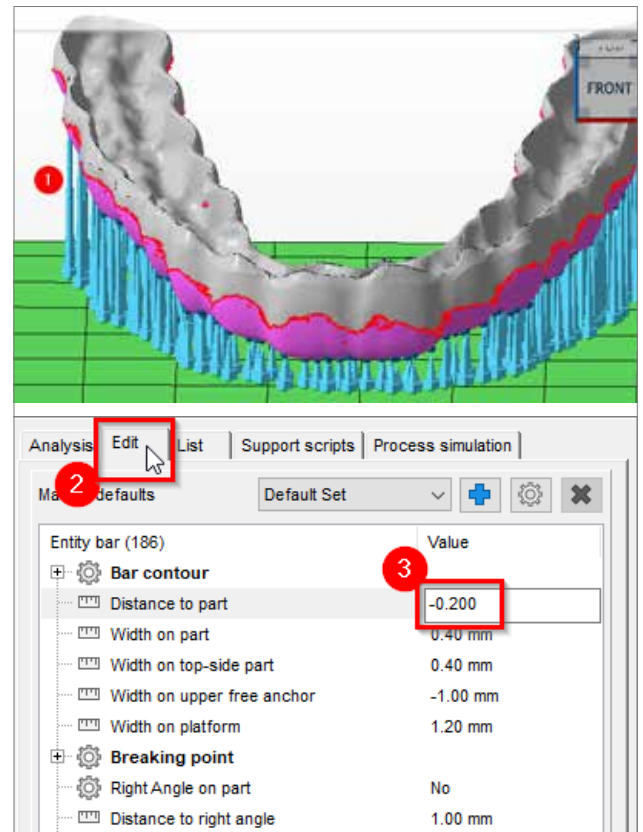 FRONT
1
Analysis Edit List Support scripts Process simulation
2
Ma defaults Default Set
Entity bar (186) Value
3
Bar contour
Distance to part -0.200
Width on part 0.40 mm
Width on top-side part 0.40 mm
Width on upper free anchor -1.00 mm
Width on platform 1.20 mm
Breaking point
Right Angle on part No
Distance to right angle 1.00 mm